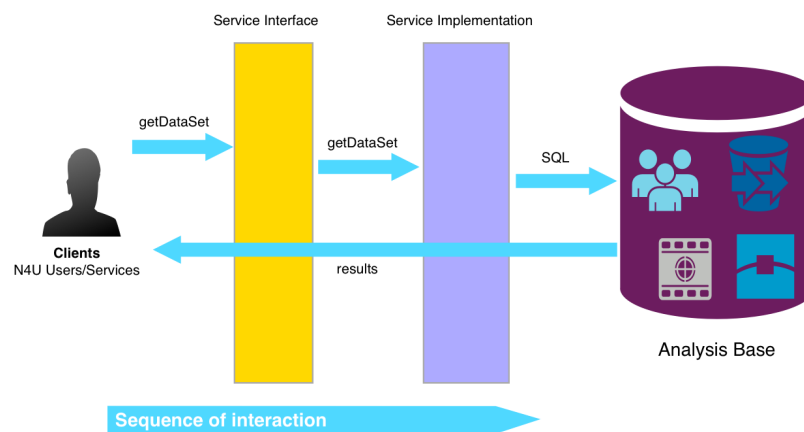 Service Interface
Service Implementation
getDataSet
getDataSet
SQL
Clients
N4U Users/Services
results
Analysis Base
Sequence of interaction